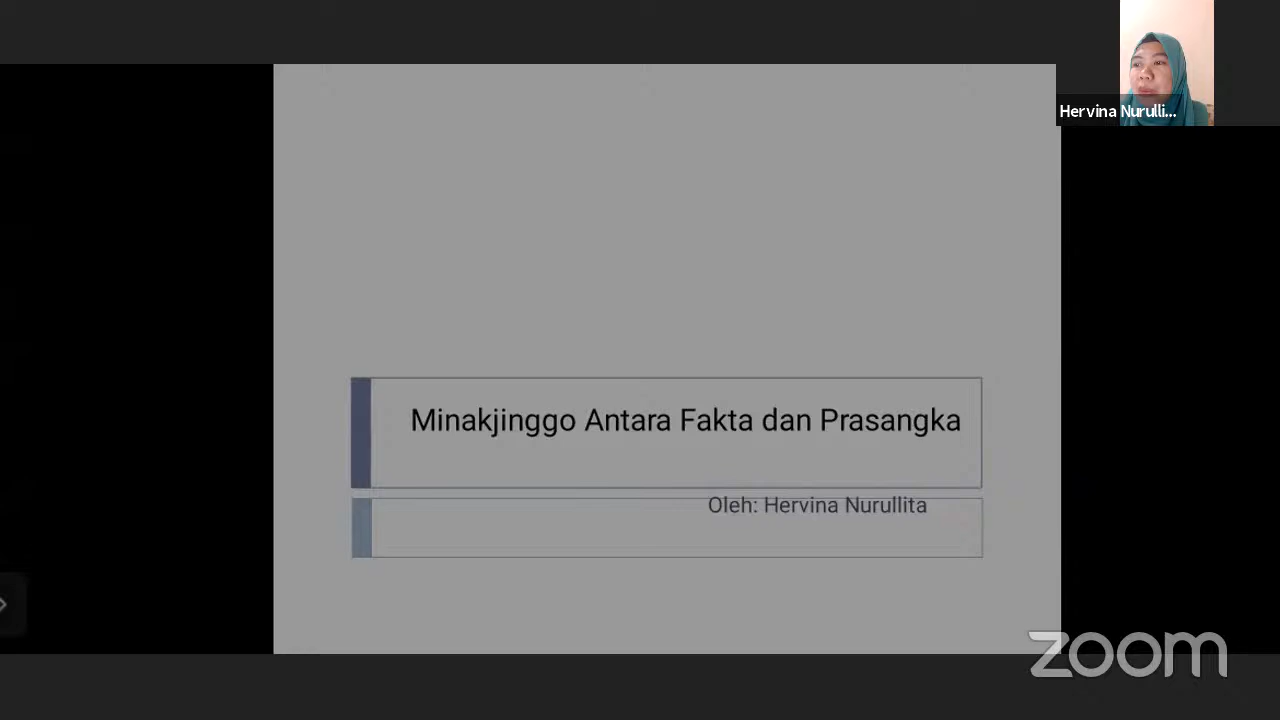 Hervina Nurulli...
Minakjinggo Antara Fakta dan Prasangka
Oleh: Hervina Nurullita
zoom